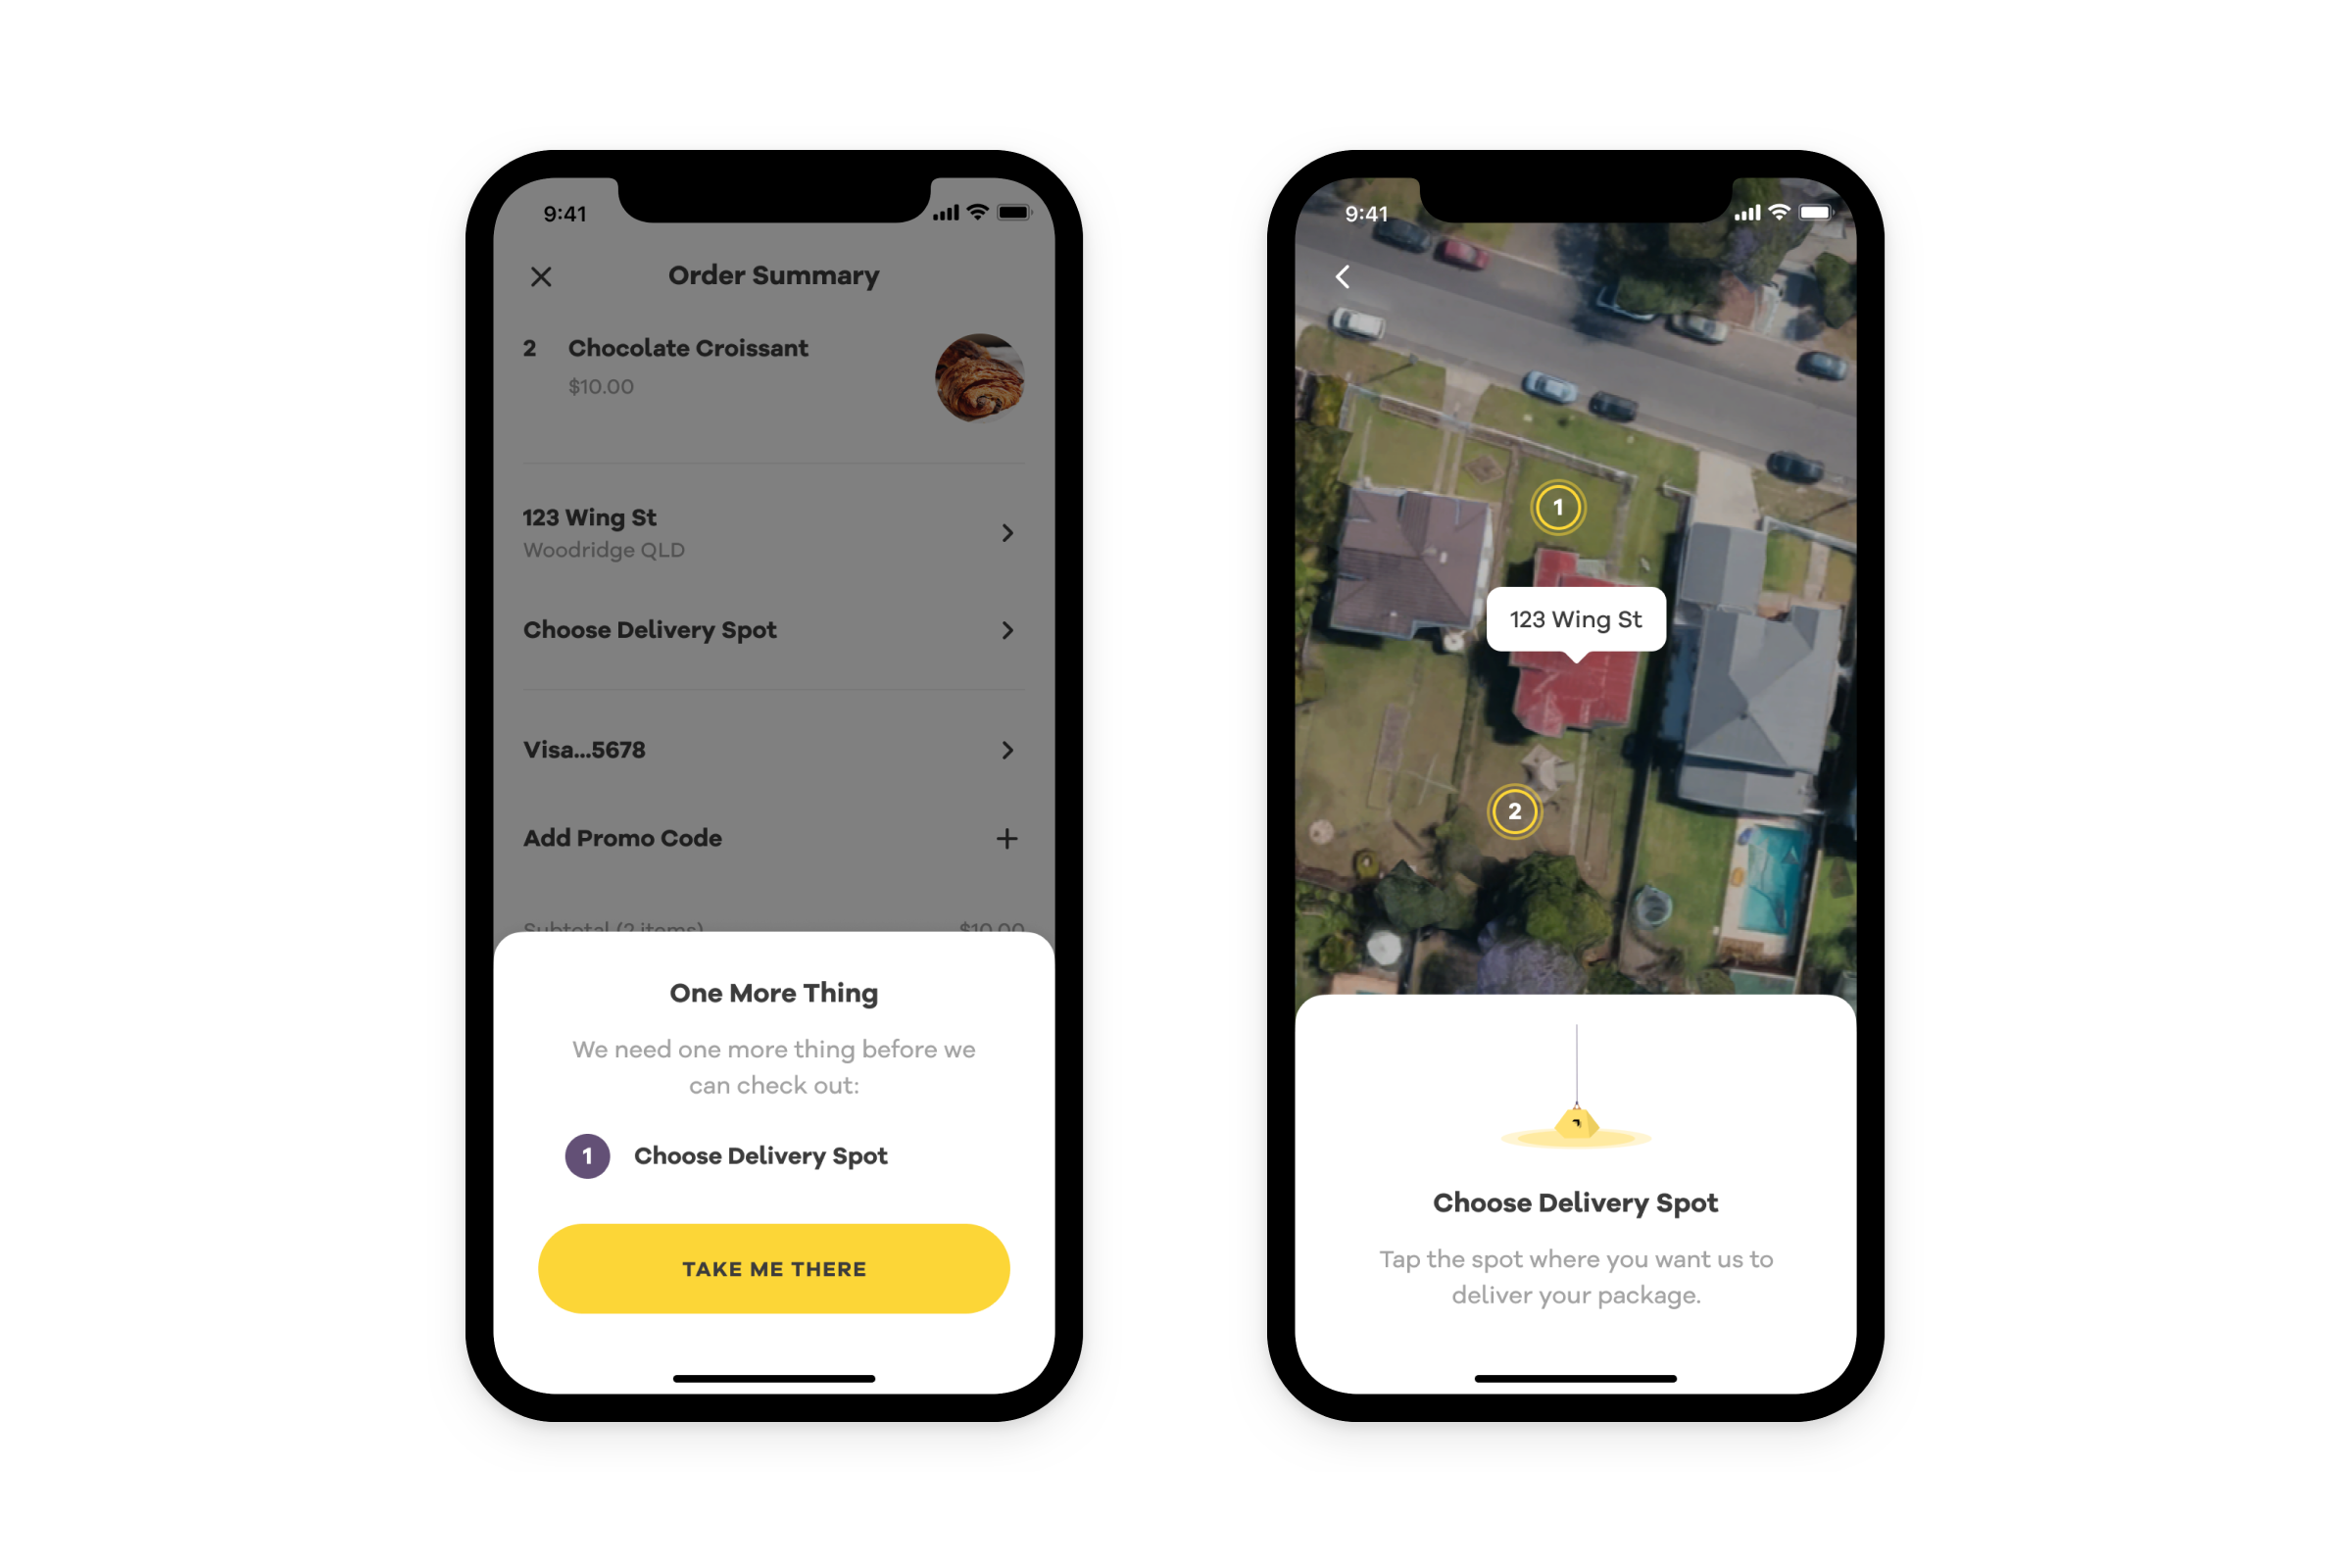 9:41
Order Summary
2 Chocolate Croissant
$10.00
123 Wing St
Woodridge QLD
Choose Delivery Spot
Visa...5678
Add Promo Code
Subtotal (2 items) $10.00
One More Thing
We need one more thing before we
can check out:
1 Choose Delivery Spot
TAKE ME THERE
9:41
1
123 Wing St
2
Choose Delivery Spot
Tap the spot where you want us to
deliver your package.